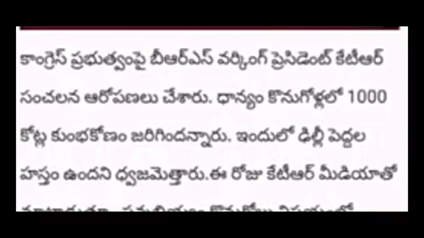 కాంగ్రెస్ ప్రభుత్వంపై బీఆర్ఎస్ వర్కింగ్ ప్రెసిడెంట్ కేటీఆర్
సంచలన ఆరోపణలు చేశారు. ధాన్యం కొనుగోళ్లలో 1000
కోట్ల కుంభకోణం జరిగిందన్నారు. ఇందులో ఢిల్లీ పెద్దల
హస్తం ఉందని ధ్వజమెత్తారు.ఈ రోజు కేటీఆర్ మీడియాతో